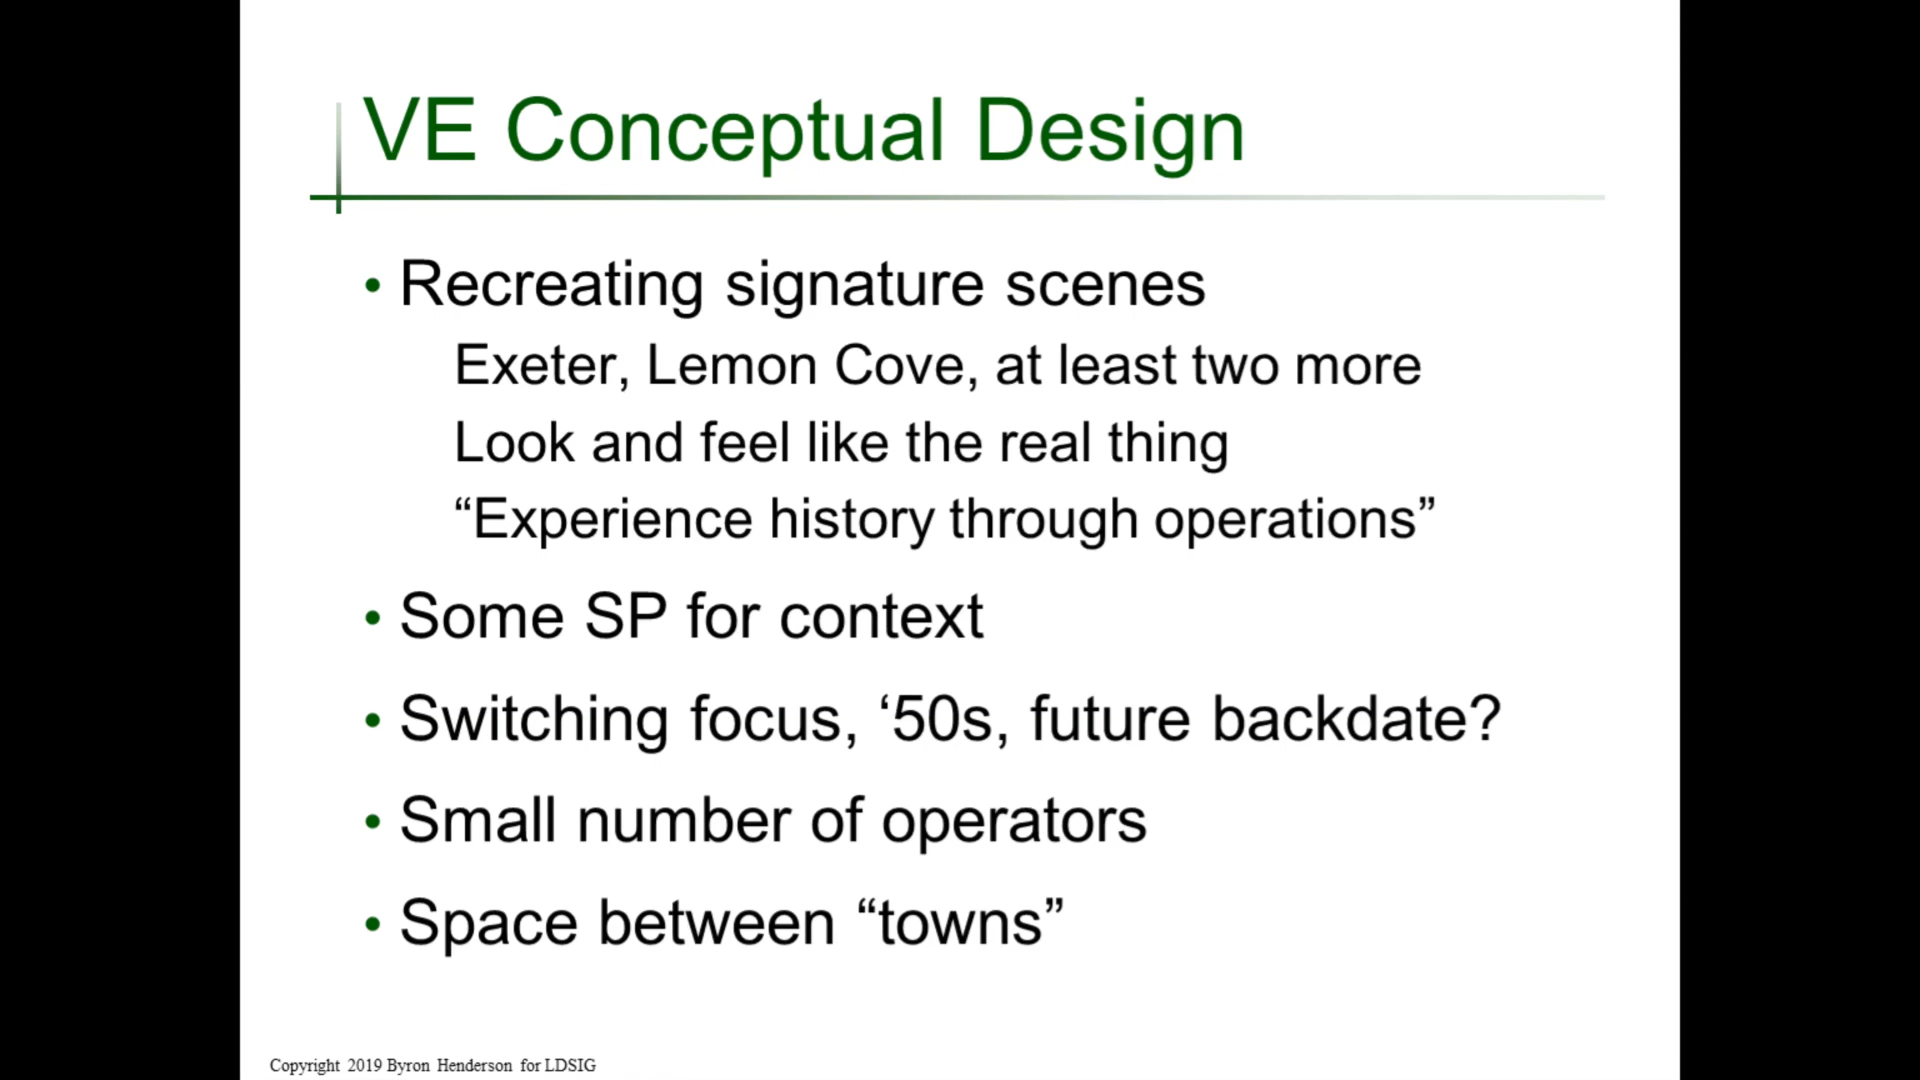 VE Conceptual Design
• Recreating signature scenes
Exeter, Lemon Cove, at least two more
Look and feel like the real thing
“Experience history through operations”
• Some SP for context
• Switching focus, ‘50s, future backdate?
• Small number of operators
• Space between “towns”
Copyright 2019 Byron Henderson for LDSIG